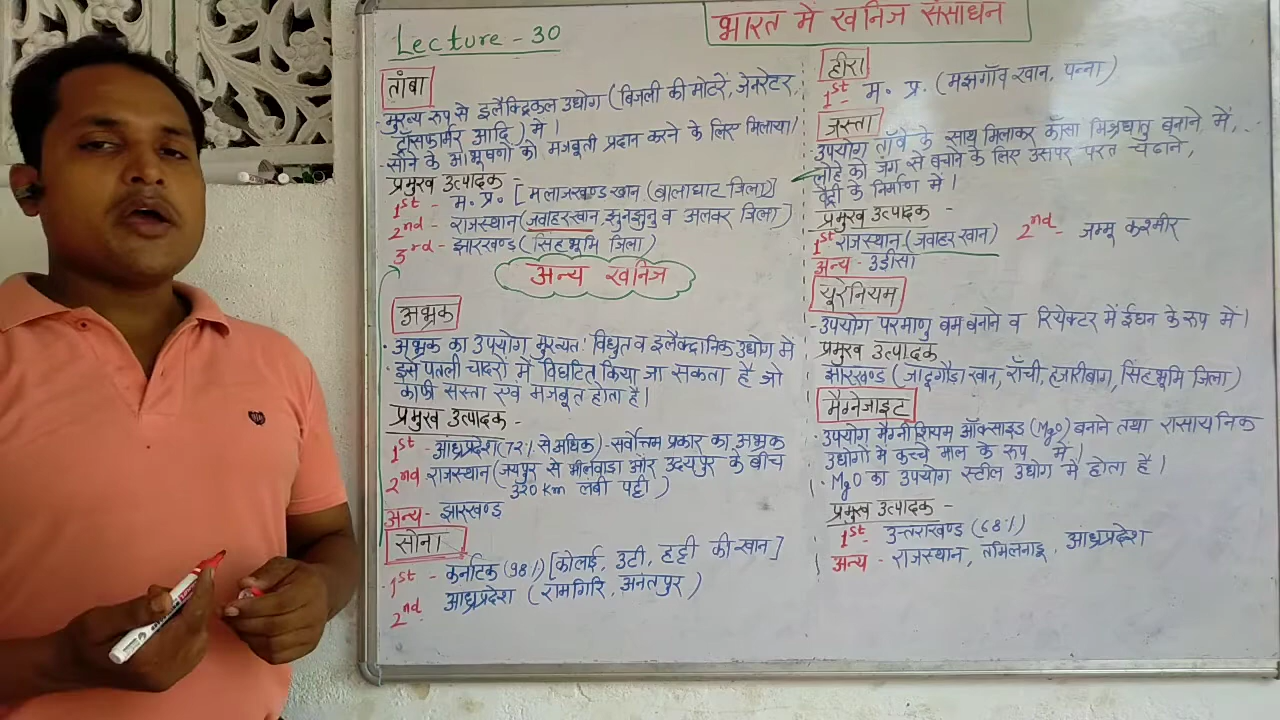 Lecture - 30
भारत में खनिज संसाधन
तांबा
मुख्य रूप से इलैक्ट्रिकल उद्योग (बिजली की मोटरें, जेनरेटर,
ट्रॉसफार्मर आदि) में।
सोने के आभूषणों को मजबूती प्रदान करने के लिए मिलाया।
प्रमुख उत्पादक -
1st - म. प्र. [मलाजखण्ड खान (बालाघाट जिला)]
2nd - राजस्थान (जवाहर खान, झुनझुनु व अलवर जिला)
3rd - झारखण्ड (सिंहभूमि जिला)
अन्य खनिज
अभ्रक
· अभ्रक का उपयोग मुख्यतः विधुत व इलैक्ट्रानिक उद्योग में
· इसे पतली चादरों में विघटित किया जा सकता है जो
काफी सस्ता एवं मजबूत होता है।
प्रमुख उत्पादक -
1st - आंध्रप्रदेश (72% से अधिक) - सर्वोत्तम प्रकार का अभ्रक
2nd राजस्थान (जयपुर से भीलवाडा और उदयपुर के बीच
320 Km लंबी पट्टी)
अन्य - झारखण्ड
सोना
1st - कर्नाटक (98%) [कोलाई, उटी, हट्टी की खान]
2nd आंध्रप्रदेश (रामगिरि, अनंतपुर)
हीरा
1st - म. प्र. (मझगाँव खान, पन्ना)
जस्ता
उपयोग ताँबे के साथ मिलाकर काँसा मिश्रधातु बनाने में,
लोहे को जंग से बचाने के लिए उसपर परत चढाने,
बैट्री के निर्माण में।
प्रमुख उत्पादक -
1st राजस्थान (जवाहर खान) 2nd - जम्मू कश्मीर
अन्य - उड़ीसा
यूरेनियम
- उपयोग परमाणु बम बनाने व रियेक्टर में ईंधन के रूप में।
प्रमुख उत्पादक
झारखण्ड (जादूगौडा खान, राँची, हजारीबाग, सिंहभूमि जिला)
मैग्नेजाइट
· उपयोग मैग्नीशियम ऑक्साइड (MgO) बनाने तथा रासायनिक
उद्योगों में कच्चे माल के रूप में।
· MgO का उपयोग स्टील उद्योग में होता है।
प्रमुख उत्पादक -
1st - उत्तराखण्ड (68%)
अन्य - राजस्थान, तमिलनाडू, आंध्रप्रदेश